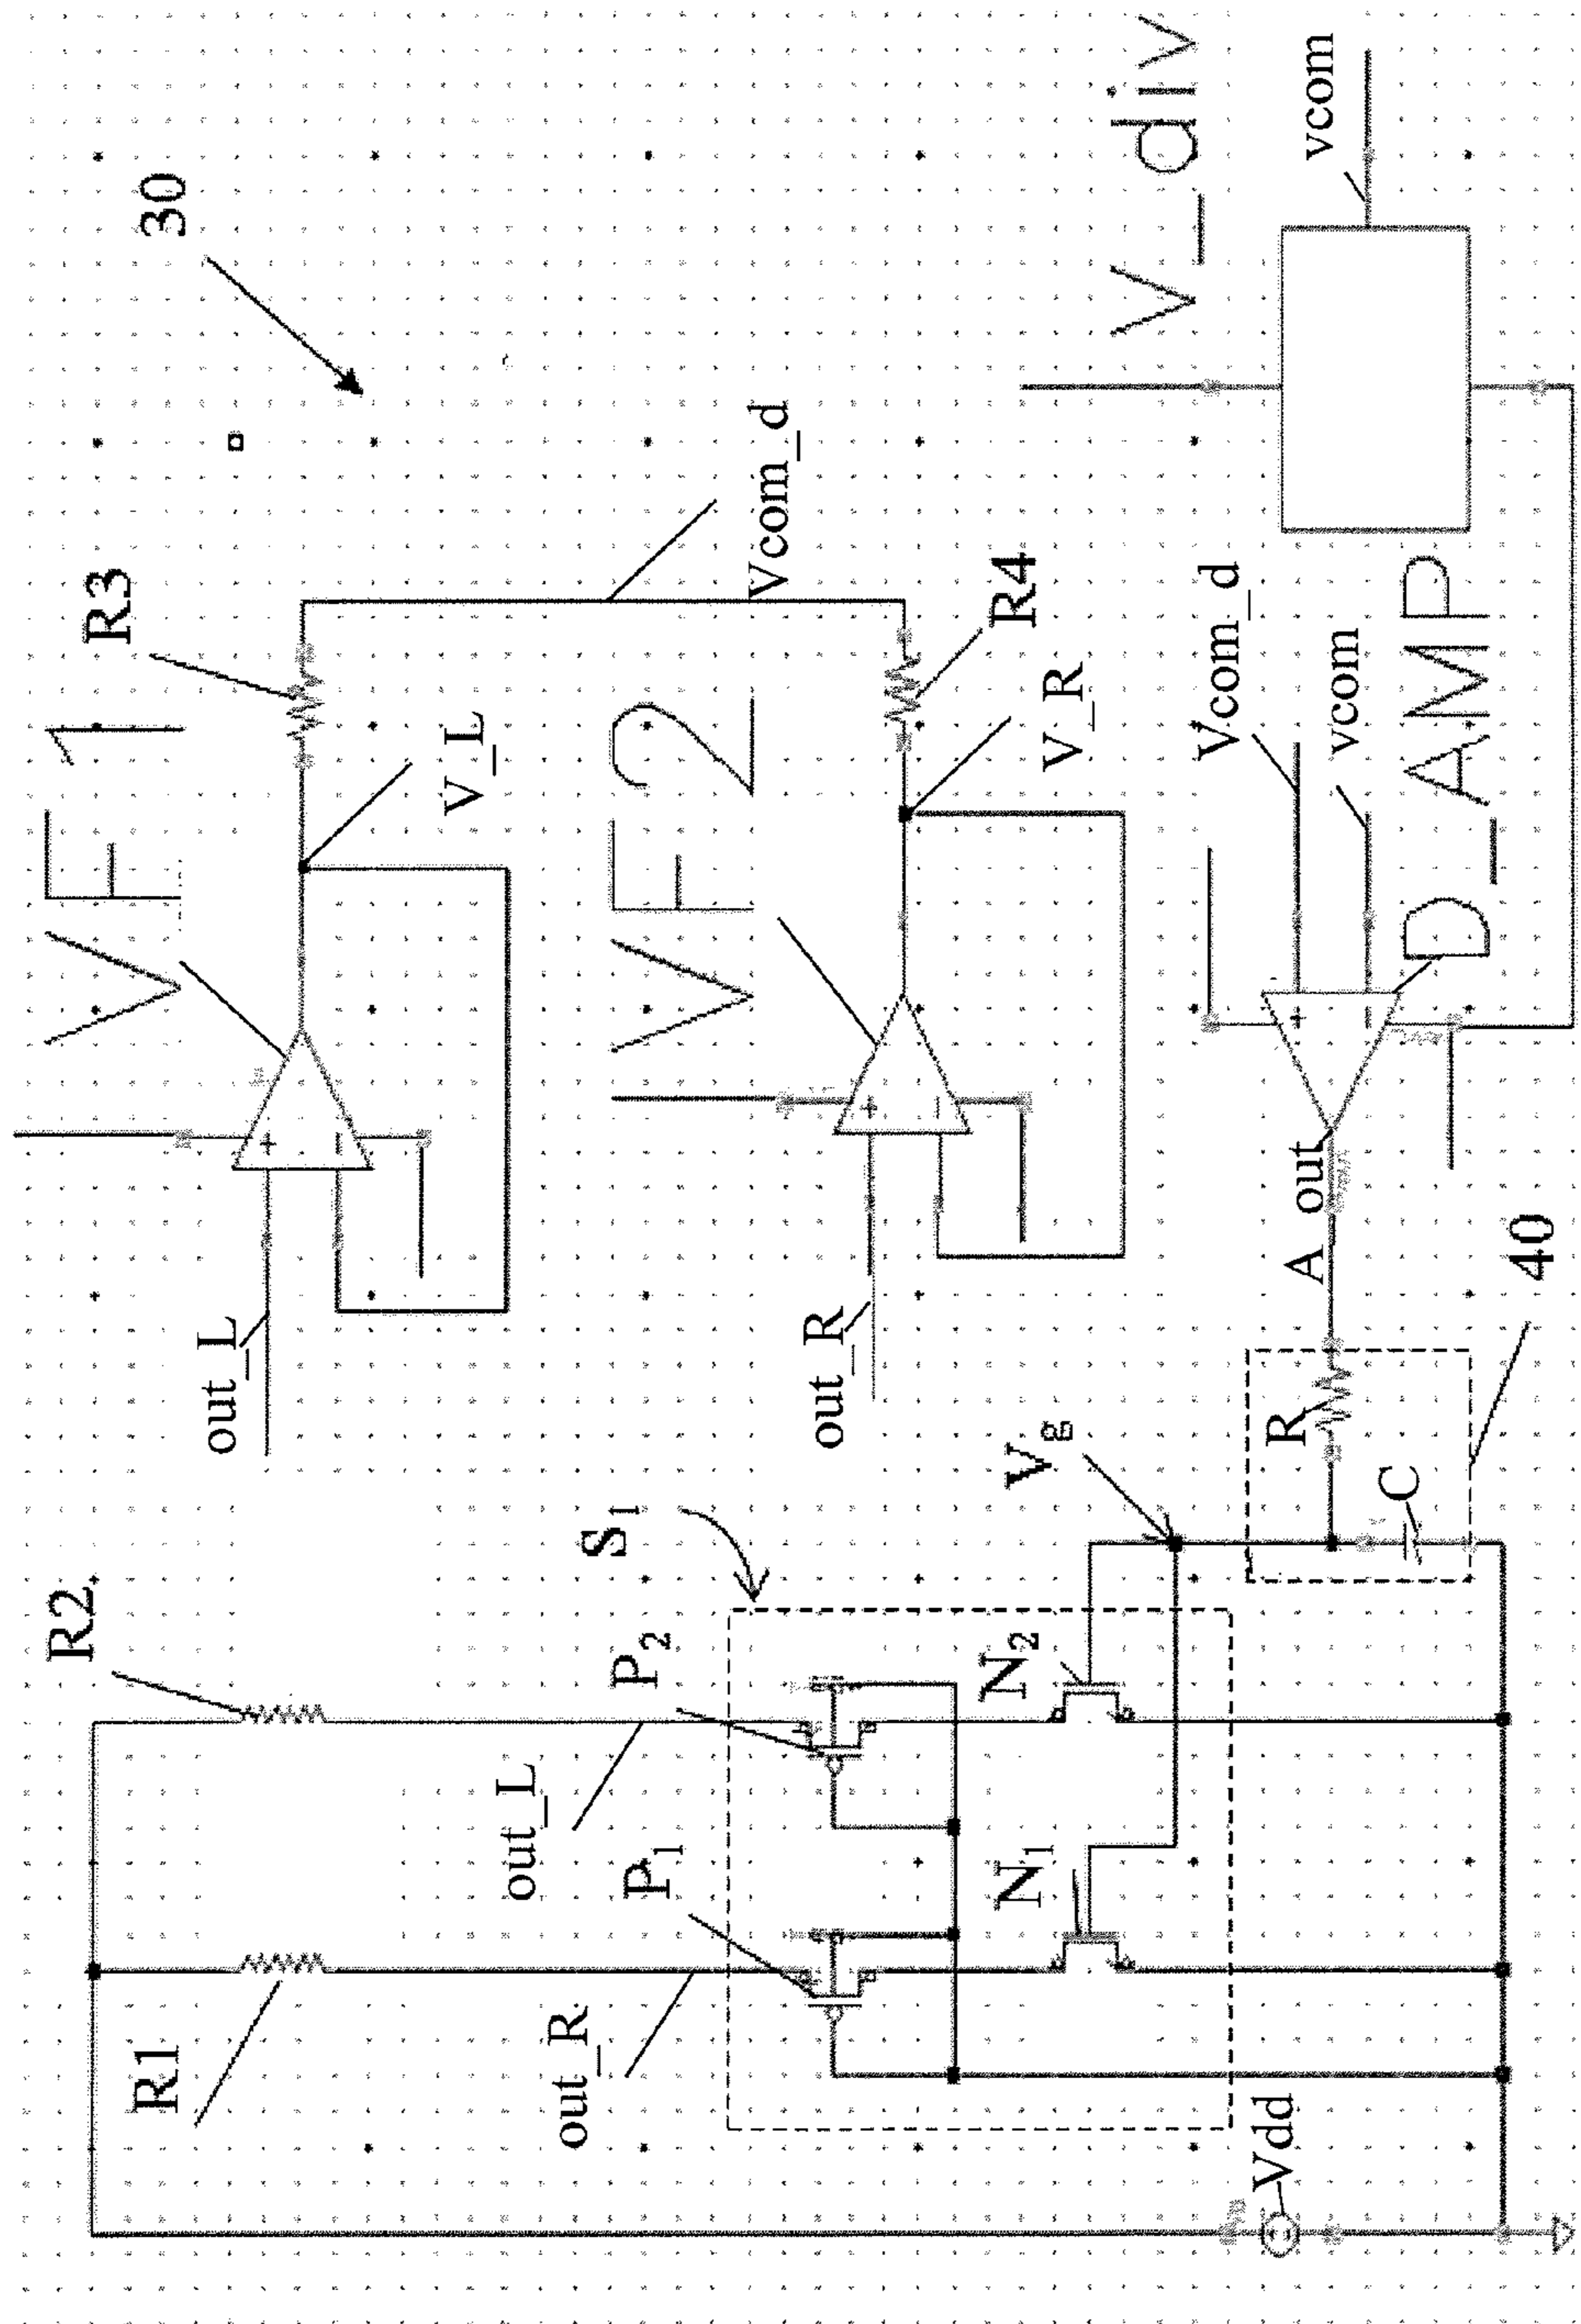 30
R3
VF1
V_L
Vcom_d
VF2
R4
V_R
V_div
vcom
Vcom_d
vcom
D_AMP
out_L
out_R
A_out
40
R
C
Vg
S1
R2
P2
N2
out_L
P1
N1
R1
out_R
Vdd
+
−
+
−
+
−